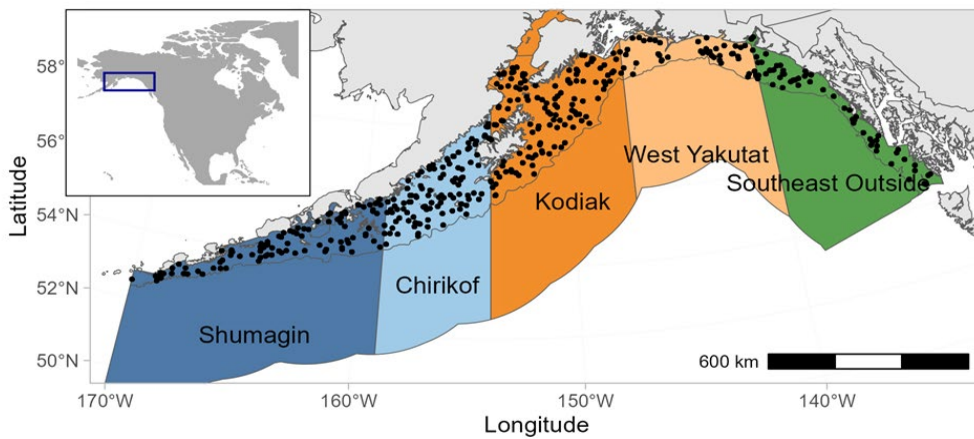 58°
56°
54°N
52°N
50°N
Latitude
West Yakutat
Southeast Outside
Kodiak
Chirikof
Shumagin
600 km
170°W
160°W
150°W
140°W
Longitude